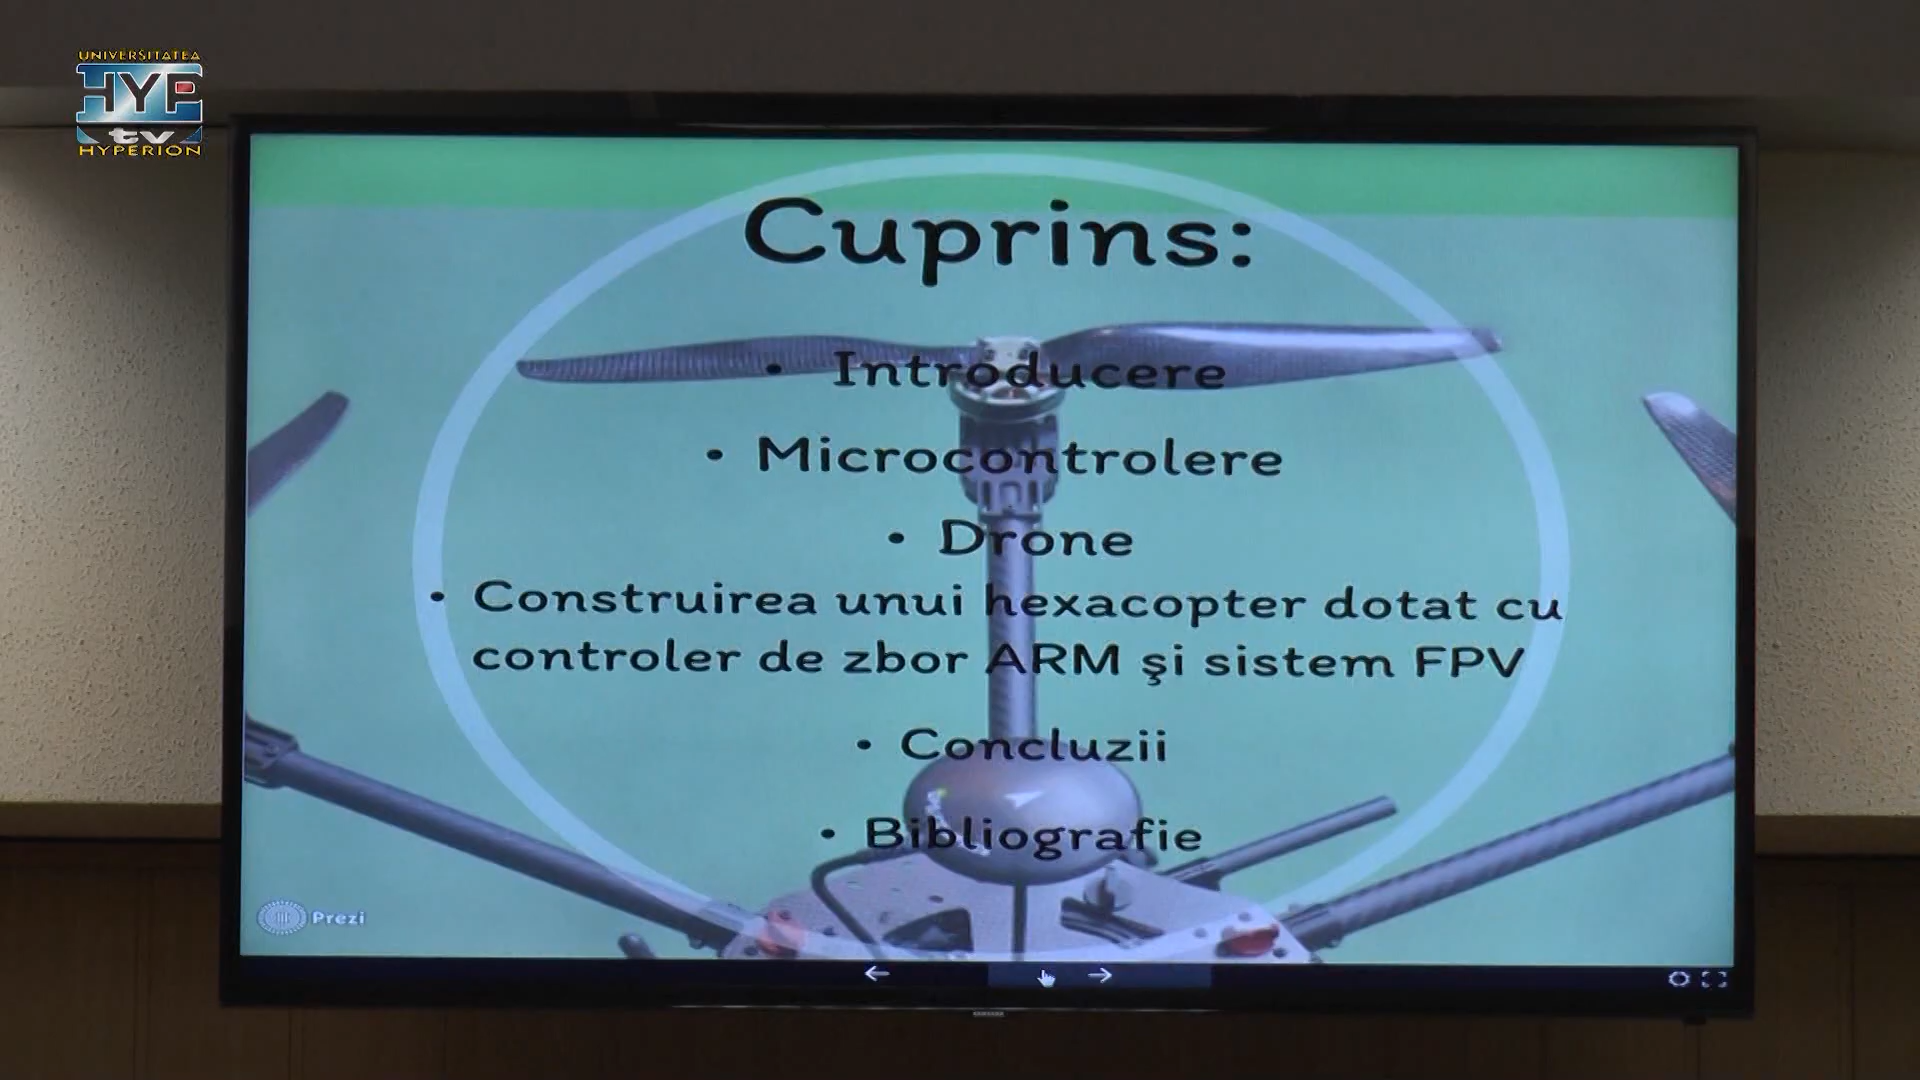 UNIVERSITATEA
HYP
tv
HYPERION
Cuprins:
• Introducere
• Microcontrolere
• Drone
• Construirea unui hexacopter dotat cu
controler de zbor ARM şi sistem FPV
• Concluzii
• Bibliografie
Prezi